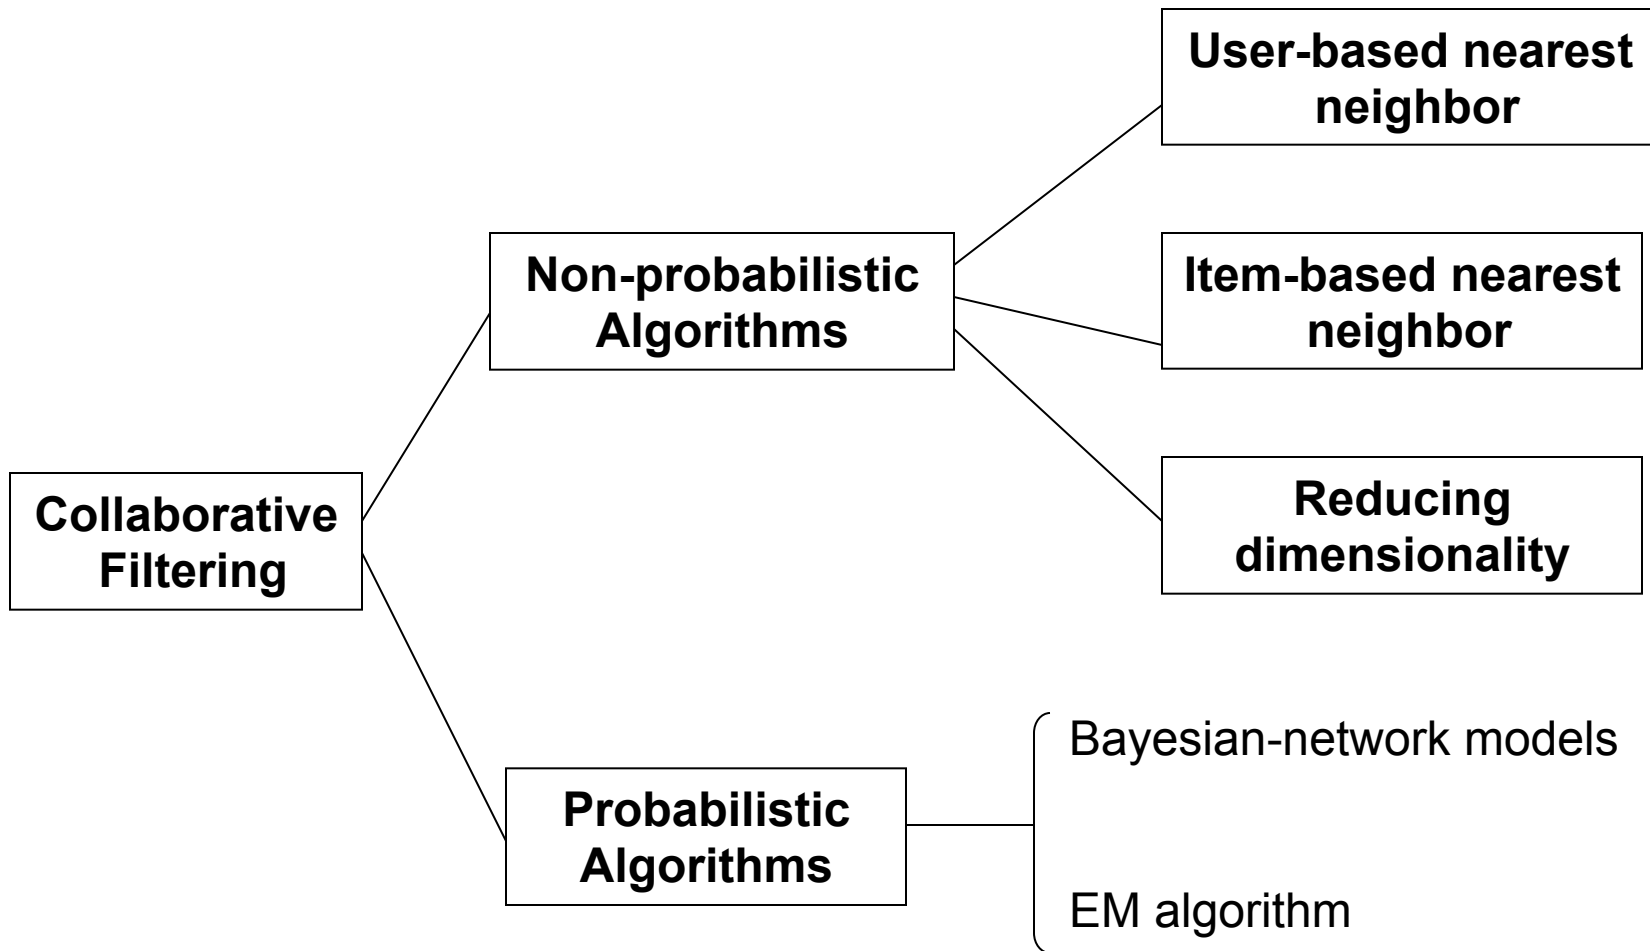 User-based nearest
neighbor
Non-probabilistic
Algorithms
Item-based nearest
neighbor
Collaborative
Filtering
Reducing
dimensionality
Probabilistic
Algorithms
Bayesian-network models
EM algorithm